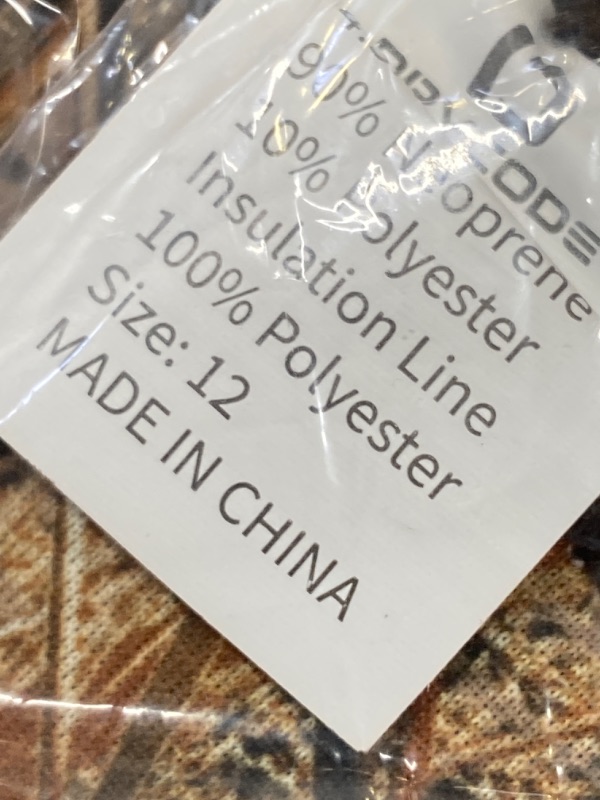 90% Neoprene
10% Polyester
Insulation Line
100% Polyester
Size: 12
MADE IN CHINA